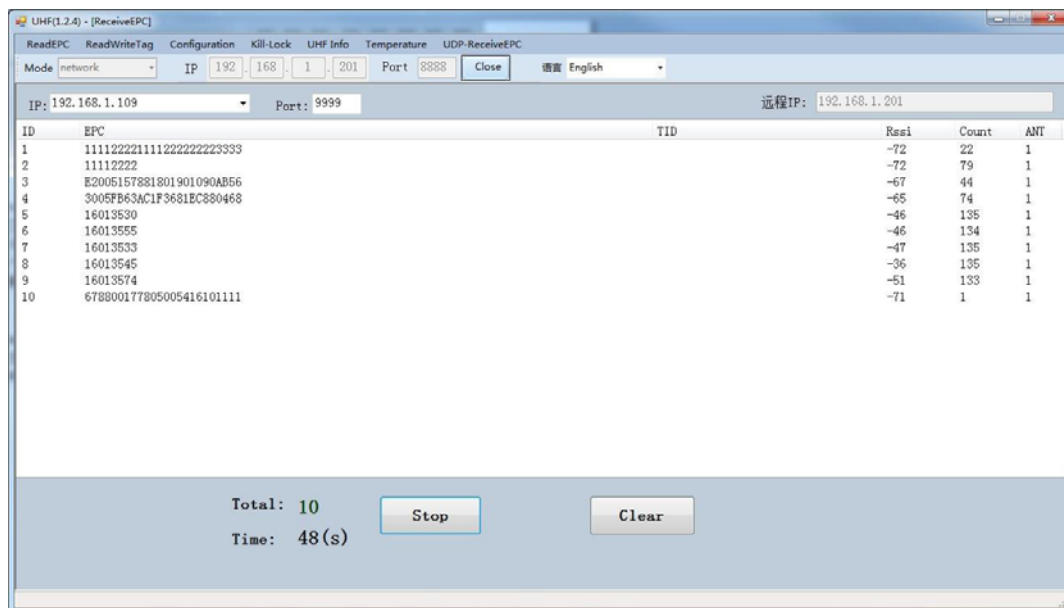 UHF(1.2.4) - [ReceiveEPC]
ReadEPC ReadWriteTag Configuration Kill-Lock UHF Info Temperature UDP-ReceiveEPC
Mode network IP 192 . 168 . 1 . 201 Port 8888 Close 语言 English
IP: 192.168.1.109 Port: 9999 远程IP: 192.168.1.201
ID EPC TID Rssi Count ANT
1 111122221111222222223333 -72 22 1
2 11112222 -72 79 1
3 E2005157881801901090AB56 -67 44 1
4 3005FB63AC1F3681EC880468 -65 74 1
5 16013530 -46 135 1
6 16013555 -46 134 1
7 16013533 -47 135 1
8 16013545 -36 135 1
9 16013574 -51 133 1
10 678800177805005416101111 -71 1 1
Total: 10 Stop Clear
Time: 48(s)